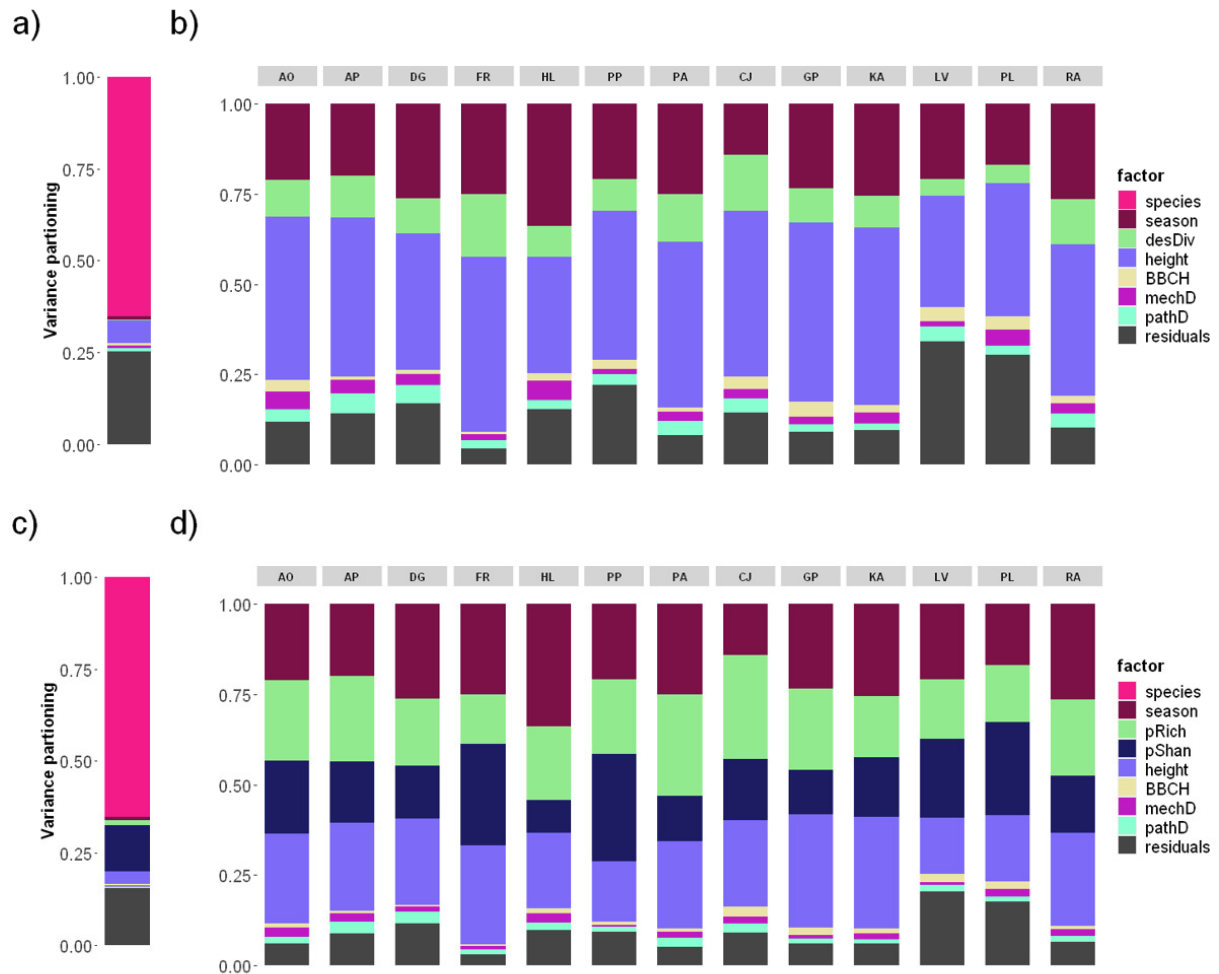 a)
b)
AO AP DG FR HL PP PA CJ GP KA LV PL RA
1.00
0.75
0.50
0.25
0.00
Variance partioning
1.00
0.75
0.50
0.25
0.00
factor
species
season
desDiv
height
BBCH
mechD
pathD
residuals
c)
d)
AO AP DG FR HL PP PA CJ GP KA LV PL RA
1.00
0.75
0.50
0.25
0.00
Variance partioning
1.00
0.75
0.50
0.25
0.00
factor
species
season
pRich
pShan
height
BBCH
mechD
pathD
residuals